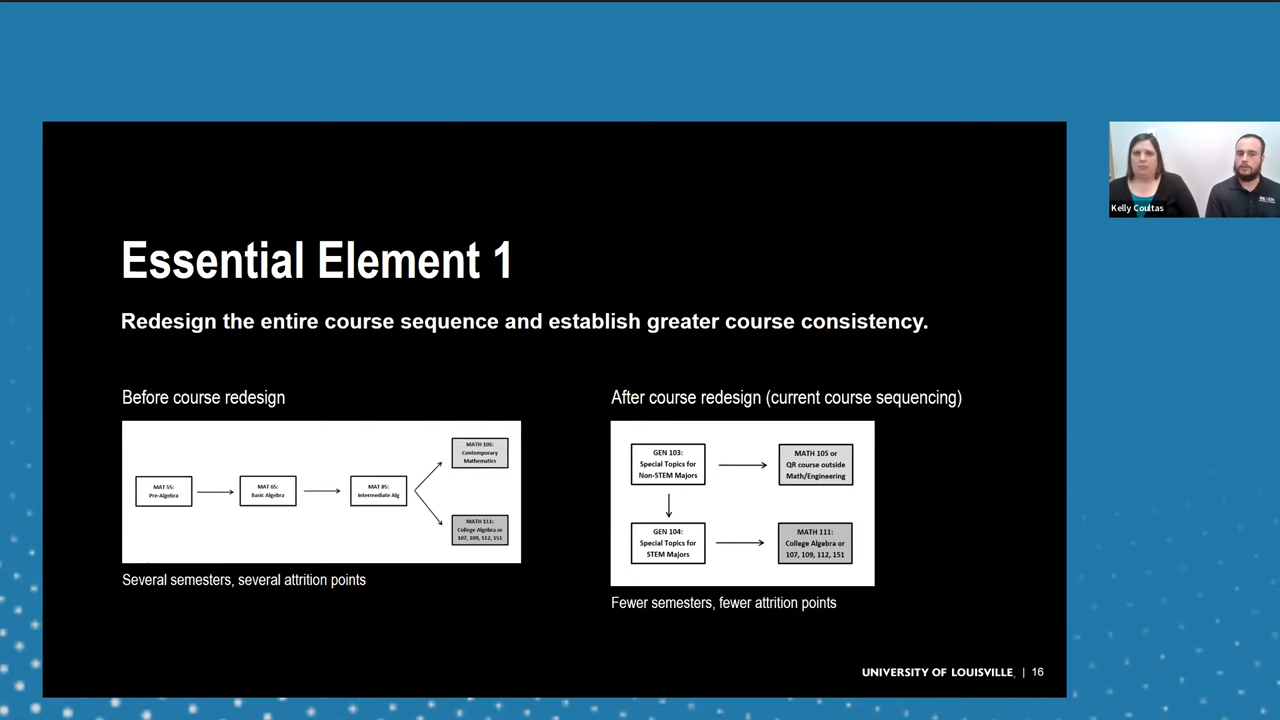 Essential Element 1
Redesign the entire course sequence and establish greater course consistency.
Before course redesign
MAT 55:
Pre-Algebra
MAT 65:
Basic Algebra
MAT 85:
Intermediate Alg
MATH 105:
Contemporary
Mathematics
MATH 111:
College Algebra or
107, 109, 112, 151
Several semesters, several attrition points
After course redesign (current course sequencing)
GEN 103:
Special Topics for
Non-STEM Majors
MATH 105 or
QR course outside
Math/Engineering
GEN 104:
Special Topics for
STEM Majors
MATH 111:
College Algebra or
107, 109, 112, 151
Fewer semesters, fewer attrition points
UNIVERSITY OF LOUISVILLE. | 16
Kelly Coultas